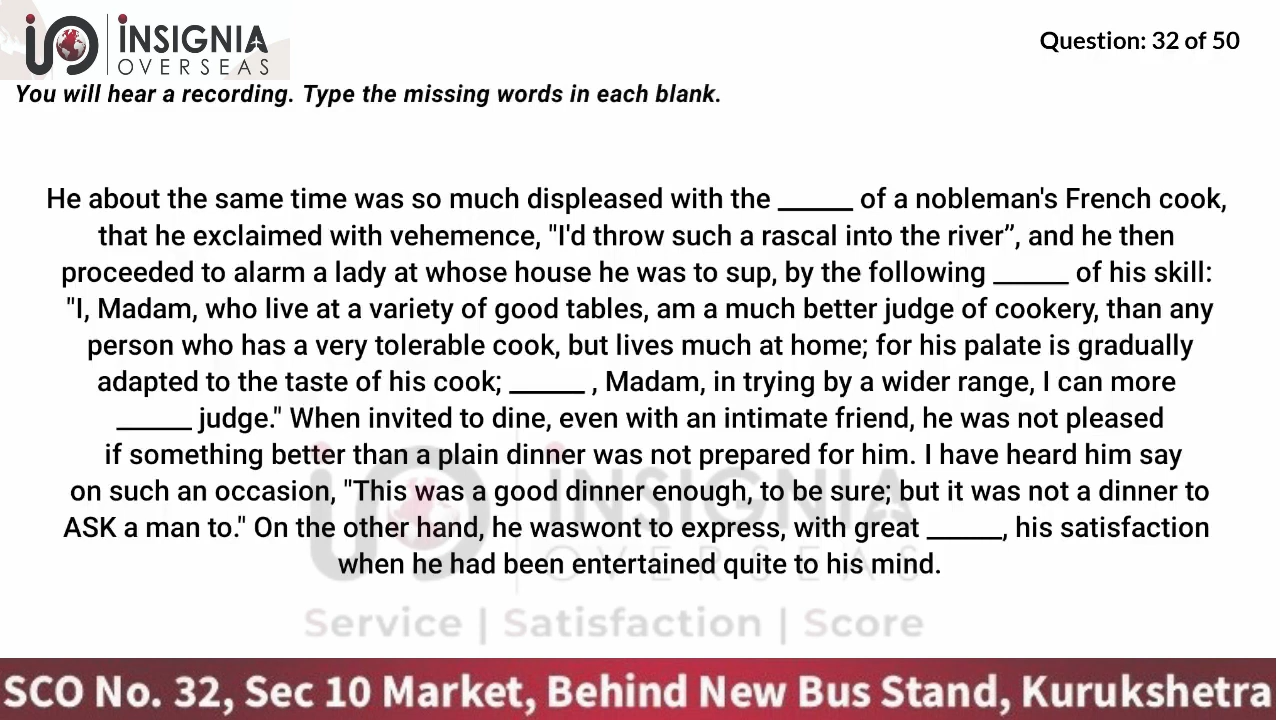 INSIGNIA
OVERSEAS
Question: 32 of 50
You will hear a recording. Type the missing words in each blank.
He about the same time was so much displeased with the ______ of a nobleman's French cook,
that he exclaimed with vehemence, "I'd throw such a rascal into the river”, and he then
proceeded to alarm a lady at whose house he was to sup, by the following ______ of his skill:
"I, Madam, who live at a variety of good tables, am a much better judge of cookery, than any
person who has a very tolerable cook, but lives much at home; for his palate is gradually
adapted to the taste of his cook; ______ , Madam, in trying by a wider range, I can more
______ judge." When invited to dine, even with an intimate friend, he was not pleased
if something better than a plain dinner was not prepared for him. I have heard him say
on such an occasion, "This was a good dinner enough, to be sure; but it was not a dinner to
ASK a man to." On the other hand, he waswont to express, with great ______, his satisfaction
when he had been entertained quite to his mind.
INSIGNIA
OVERSEAS
Service | Satisfaction | Score
SCO No. 32, Sec 10 Market, Behind New Bus Stand, Kurukshetra